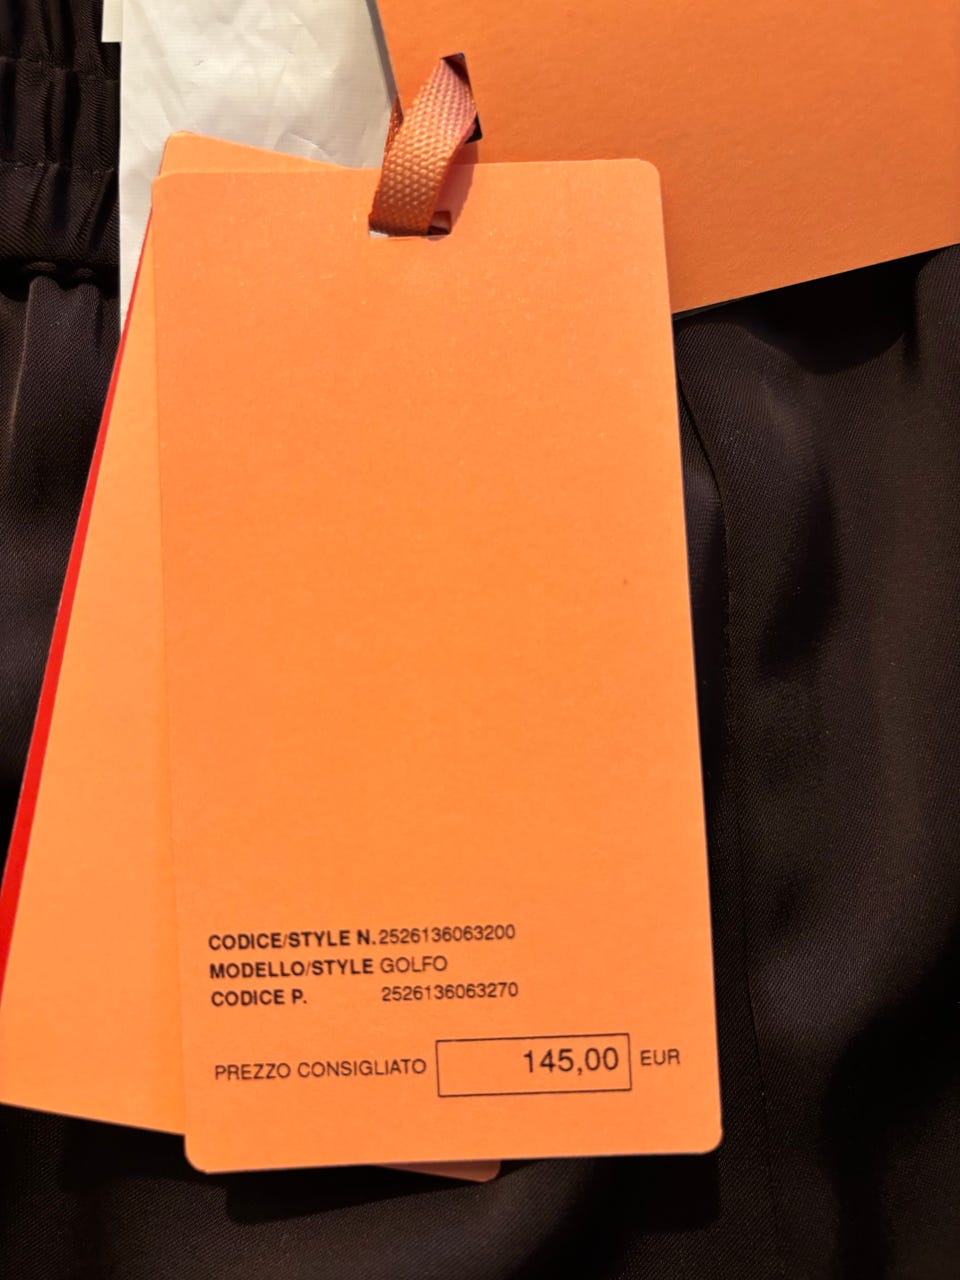 CODICE/STYLE N. 2526136063200
MODELLO/STYLE GOLFO
CODICE P. 2526136063270
PREZZO CONSIGLIATO 145,00 EUR